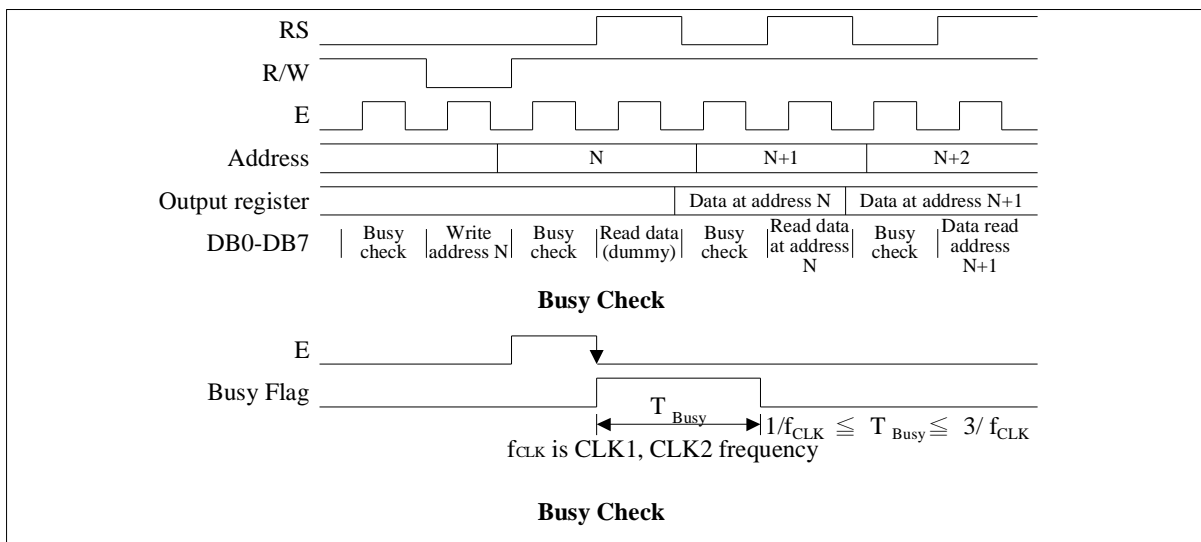 RS
R/W
E
Address N N+1 N+2
Output register Data at address N Data at address N+1
DB0-DB7 Busy check Write address N Busy check Read data (dummy) Busy check Read data at address N Busy check Data read address N+1
Busy Check
E
Busy Flag
T Busy 1/fCLK ≦ T Busy ≦ 3/ fCLK
fCLK is CLK1, CLK2 frequency
Busy Check